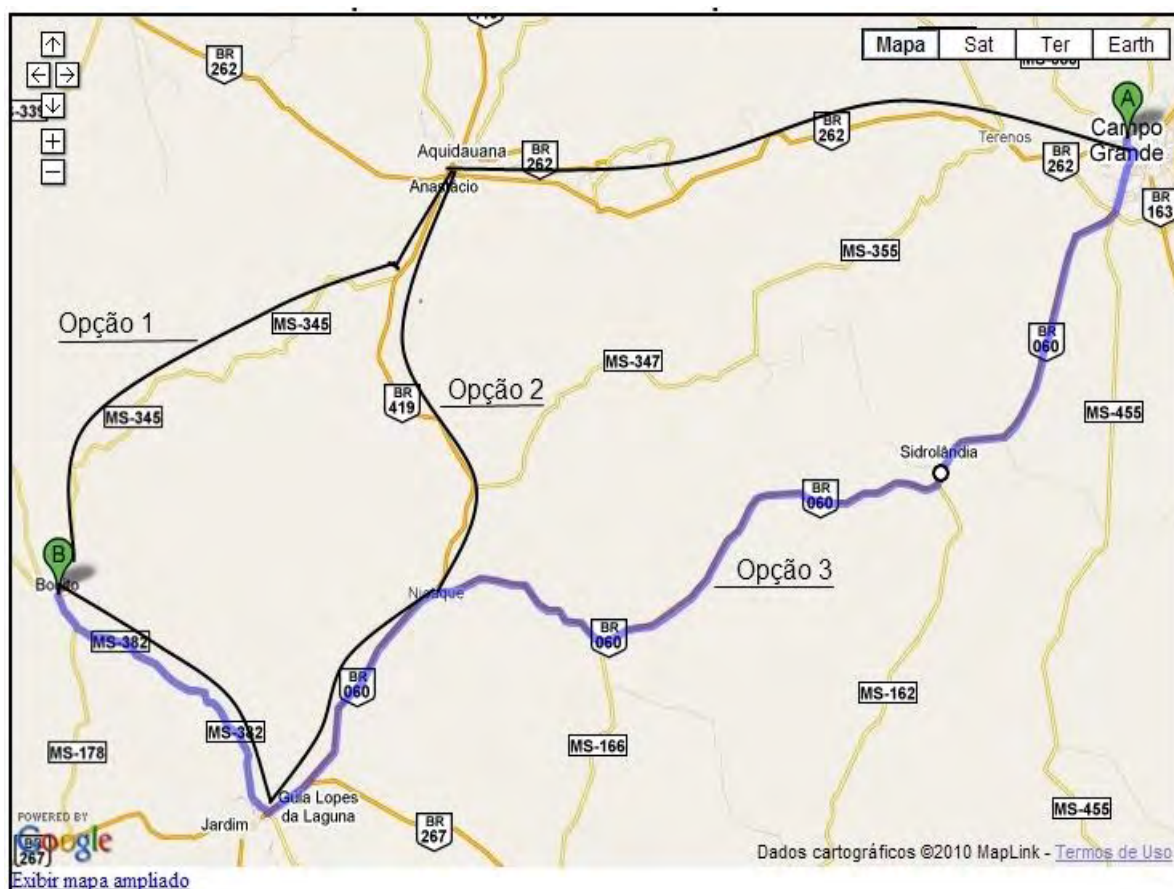 BR
262
Mapa
Sat
Ter
Earth
A
Campo
Grande
Terenos
BR
262
BR
262
BR
262
BR
163
Aquidauana
Anastácio
MS-355
MS-345
Opção 1
BR
060
MS-347
Opção 2
BR
419
MS-345
MS-455
Sidrolândia
BR
060
B
Bonito
Opção 3
Nioaque
MS-382
BR
060
BR
060
MS-382
MS-162
MS-178
MS-166
Guia Lopes
da Laguna
Jardim
BR
267
MS-455
POWERED BY
Google
BR
267
Dados cartográficos ©2010 MapLink - Termos de Uso
Exibir mapa ampliado